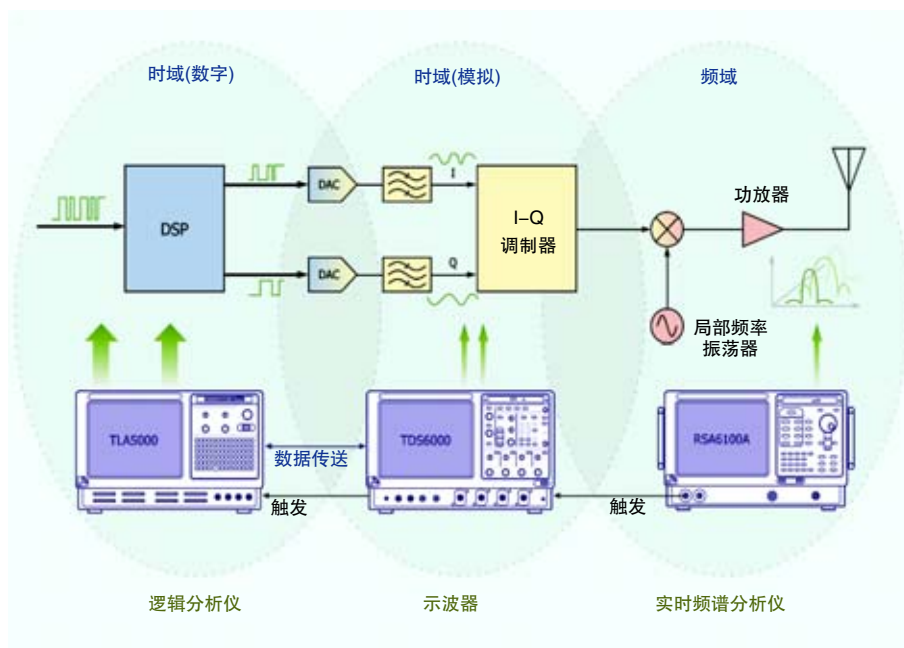 时域(数字)
时域(模拟)
频域
DSP
DAC
I
I-Q
调制器
功放器
DAC
Q
局部频率
振荡器
TLA5000
TDS6000
RSA6100A
数据传送
触发
触发
逻辑分析仪
示波器
实时频谱分析仪